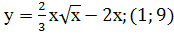 y = 2/3 x√x − 2x; (1; 9)